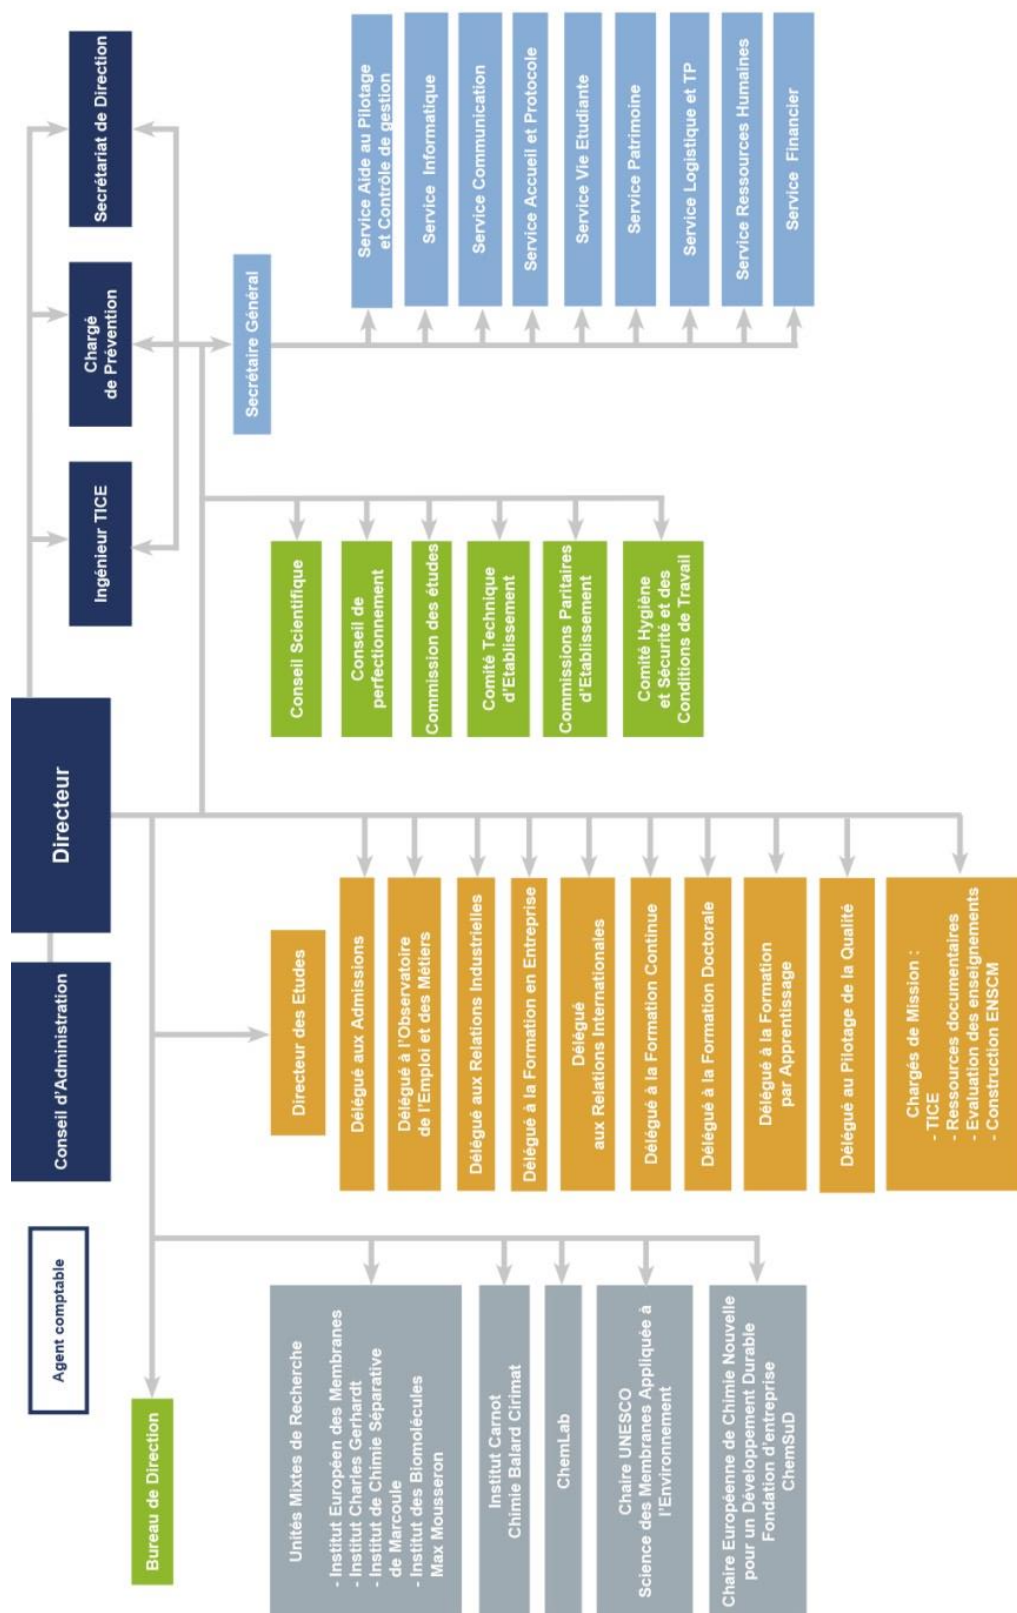 Agent comptable
Conseil d'Administration
Directeur
Ingénieur TICE
Chargé
de Prévention
Secrétariat de Direction
Bureau de Direction
Secrétaire Général
Directeur des Etudes
Unités Mixtes de Recherche
- Institut Européen des Membranes
- Institut Charles Gerhardt
- Institut de Chimie Séparative
de Marcoule
- Institut des Biomolécules
Max Mousseron
Institut Carnot
Chimie Balard Cirimat
ChemLab
Chaire UNESCO
Science des Membranes Appliquée à
l'Environnement
Chaire Européenne de Chimie Nouvelle
pour un Développement Durable
Fondation d'entreprise
ChemSuD
Délégué aux Admissions
Délégué à l'Observatoire
de l'Emploi et des Métiers
Délégué aux Relations Industrielles
Délégué à la Formation en Entreprise
Délégué
aux Relations Internationales
Délégué à la Formation Continue
Délégué à la Formation Doctorale
Délégué à la Formation
par Apprentissage
Délégué au Pilotage de la Qualité
Chargés de Mission :
- TICE
- Ressources documentaires
- Evaluation des enseignements
- Construction ENSCM
Conseil Scientifique
Conseil de
perfectionnement
Commission des études
Comité Technique
d'Etablissement
Commissions Paritaires
d'Etablissement
Comité Hygiène
et Sécurité et des
Conditions de Travail
Service Aide au Pilotage
et Contrôle de gestion
Service Informatique
Service Communication
Service Accueil et Protocole
Service Vie Etudiante
Service Patrimoine
Service Logistique et TP
Service Ressources Humaines
Service Financier